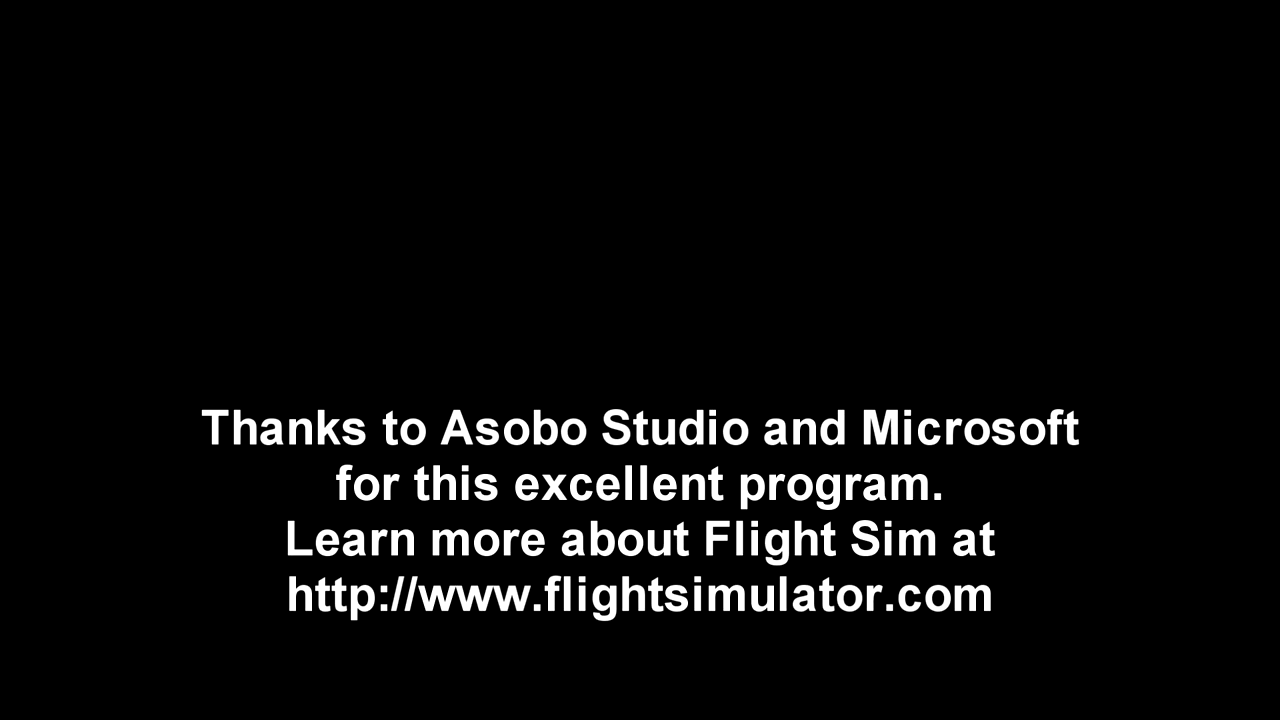 Thanks to Asobo Studio and Microsoft
for this excellent program.
Learn more about Flight Sim at
http://www.flightsimulator.com